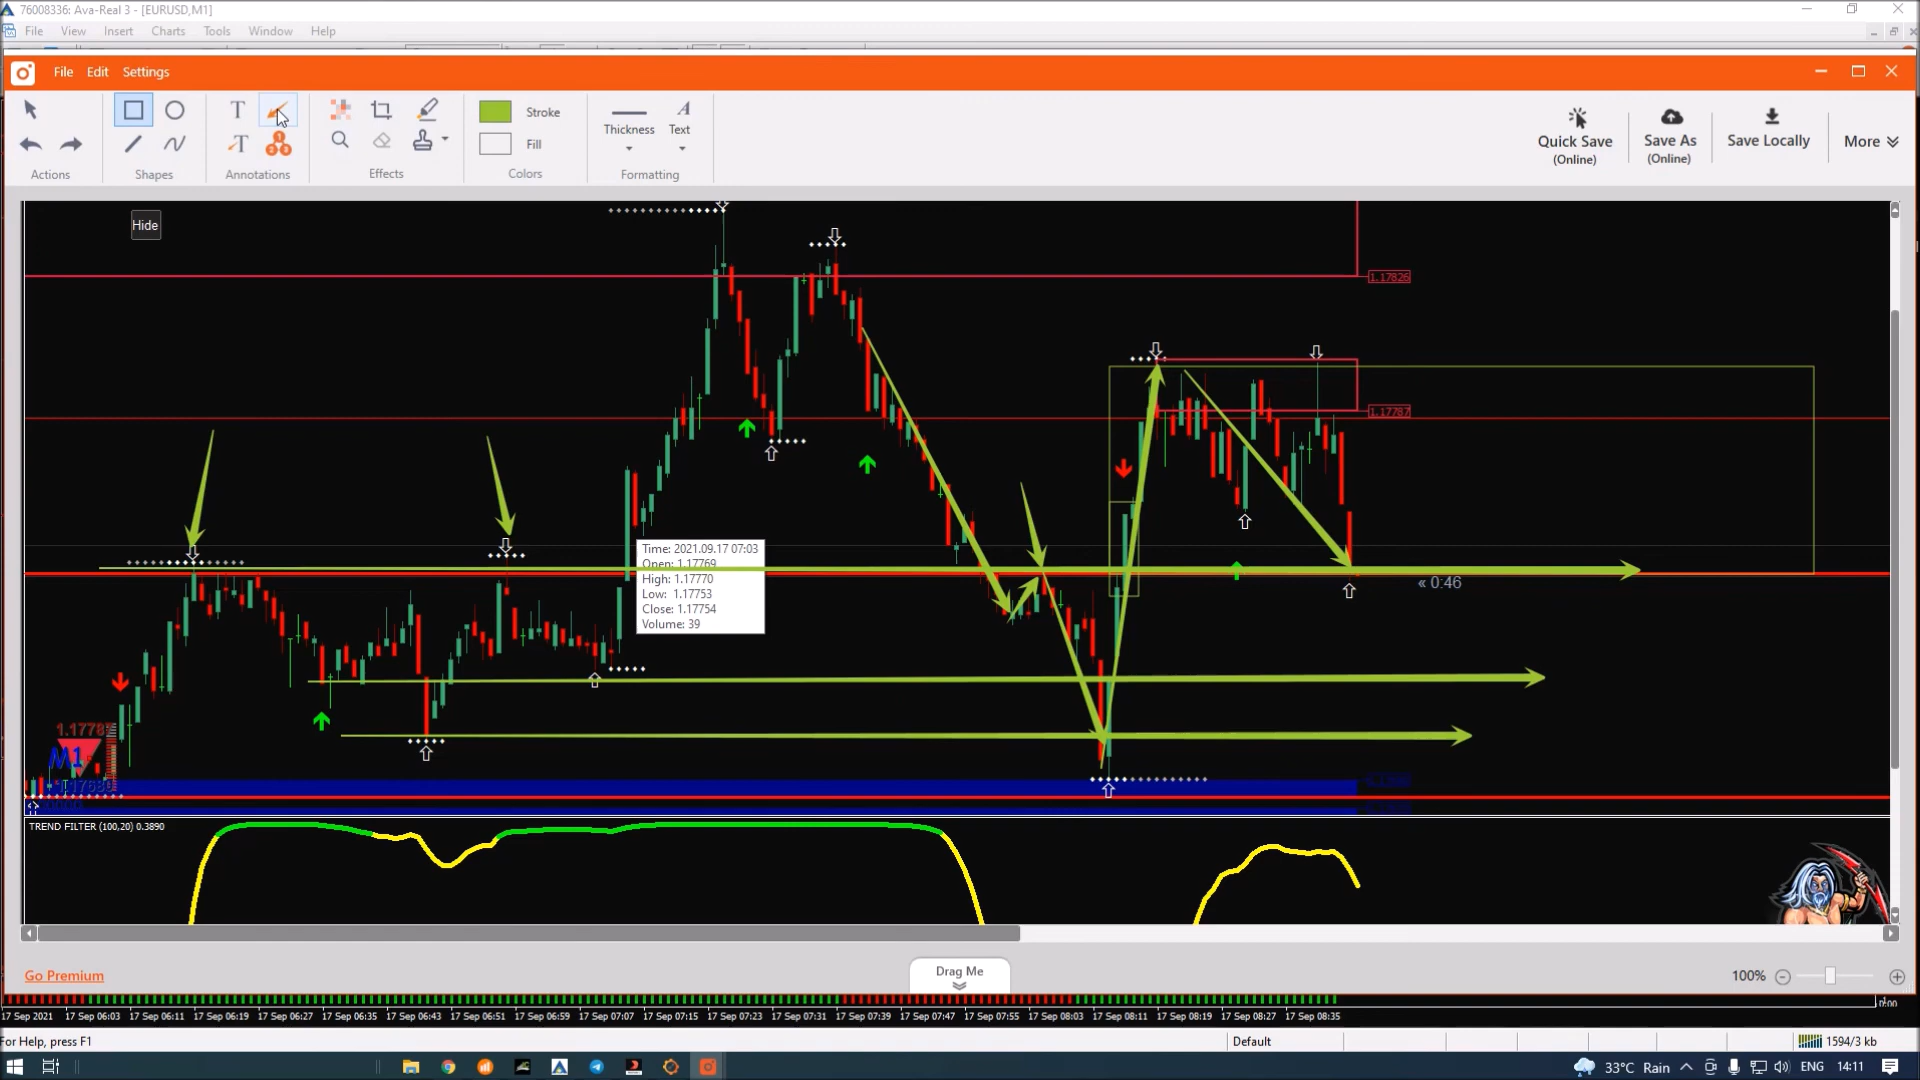 76008336: Ava-Real 3 - [EURUSD,M1]
File View Insert Charts Tools Window Help
File Edit Settings
T
T
1 2 3
A
Stroke
Fill
Thickness Text
Actions Shapes Annotations Effects Colors Formatting
Quick Save
(Online)
Save As
(Online)
Save Locally
More
Hide
1.17826
1.17787
Time: 2021.09.17 07:03
Open: 1.17769
High: 1.17770
Low: 1.17753
Close: 1.17754
Volume: 39
« 0:46
1.17787
M1
1.17680
TREND FILTER (100,20) 0.3890
Go Premium
Drag Me
100%
17 Sep 2021 17 Sep 06:03 17 Sep 06:11 17 Sep 06:19 17 Sep 06:27 17 Sep 06:35 17 Sep 06:43 17 Sep 06:51 17 Sep 06:59 17 Sep 07:07 17 Sep 07:15 17 Sep 07:23 17 Sep 07:31 17 Sep 07:39 17 Sep 07:47 17 Sep 07:55 17 Sep 08:03 17 Sep 08:11 17 Sep 08:19 17 Sep 08:27 17 Sep 08:35
For Help, press F1
Default
1594/3 kb
33°C Rain
ENG
14:11